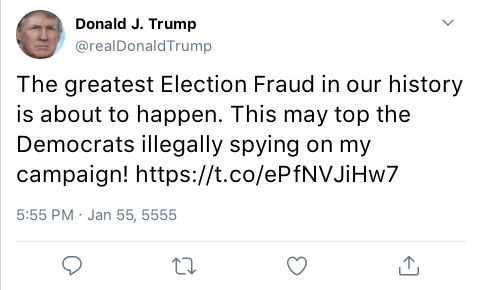 Donald J. Trump
@realDonaldTrump
The greatest Election Fraud in our history
is about to happen. This may top the
Democrats illegally spying on my
campaign! https://t.co/ePfNVJiHw7
5:55 PM · Jan 55, 5555